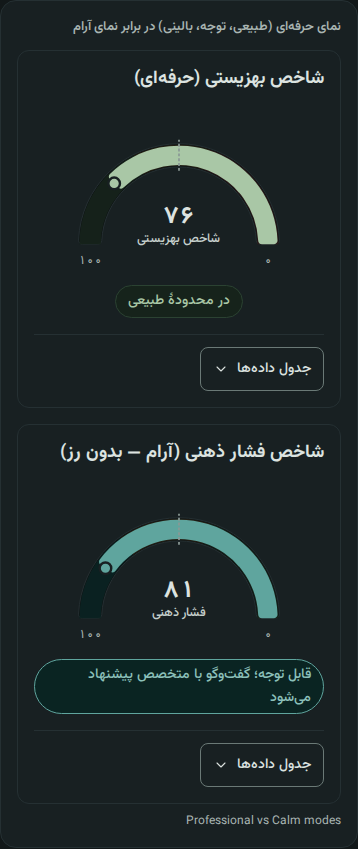 نمای حرفه‌ای (طبیعی، توجه، بالینی) در برابر نمای آرام
شاخص بهزیستی (حرفه‌ای)
۷۶
شاخص بهزیستی
۰
۱۰۰
در محدودهٔ طبیعی
جدول داده‌ها
شاخص فشار ذهنی (آرام — بدون رز)
۸۱
فشار ذهنی
۰
۱۰۰
قابل توجه؛ گفت‌وگو با متخصص پیشنهاد
می‌شود
جدول داده‌ها
Professional vs Calm modes